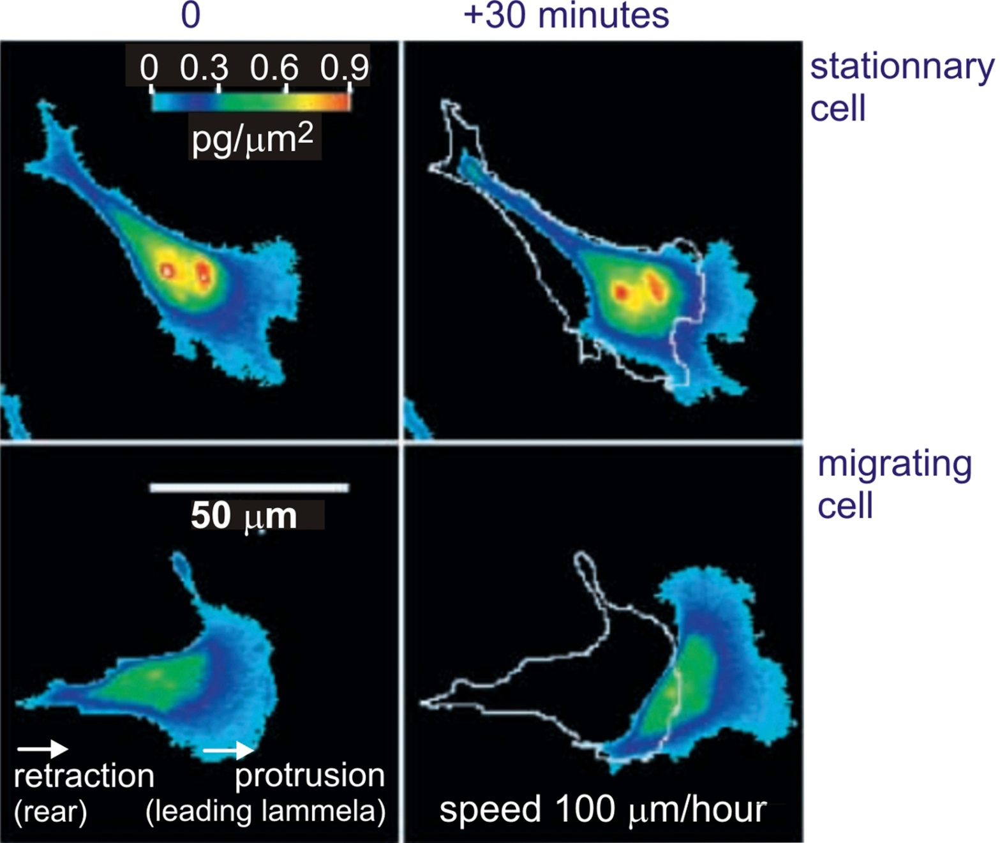 0
+30 minutes
0 0.3 0.6 0.9
pg/μm2
stationnary
cell
50 μm
migrating
cell
retraction
(rear)
protrusion
(leading lammela)
speed 100 μm/hour